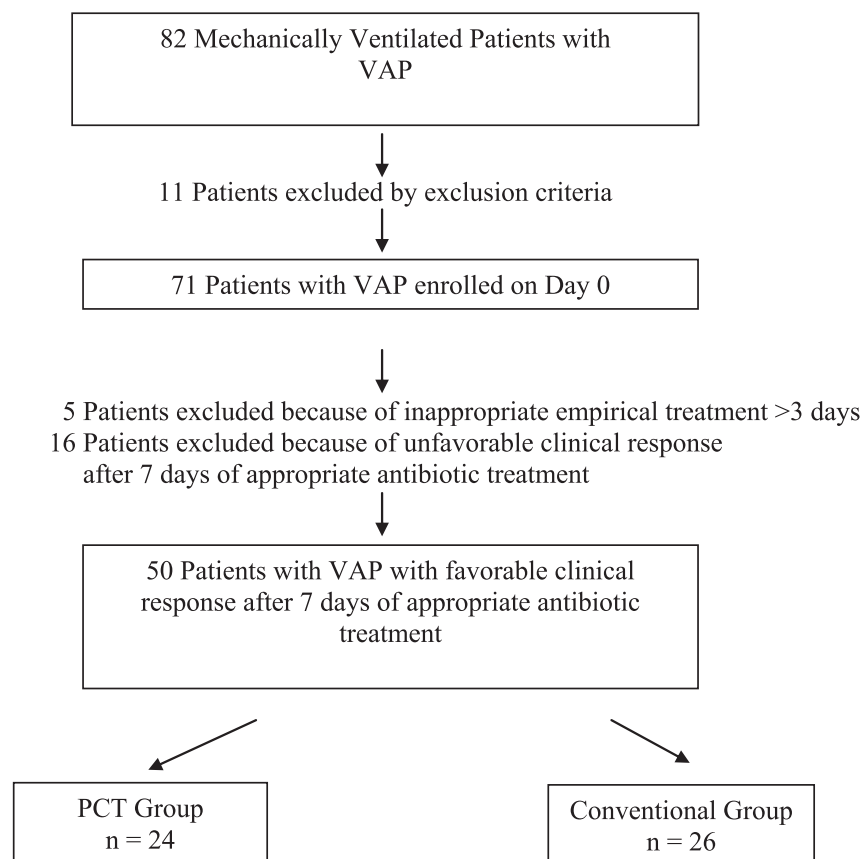 82 Mechanically Ventilated Patients with
VAP
11 Patients excluded by exclusion criteria
71 Patients with VAP enrolled on Day 0
5 Patients excluded because of inappropriate empirical treatment >3 days
16 Patients excluded because of unfavorable clinical response
after 7 days of appropriate antibiotic treatment
50 Patients with VAP with favorable clinical
response after 7 days of appropriate antibiotic
treatment
PCT Group
n = 24
Conventional Group
n = 26